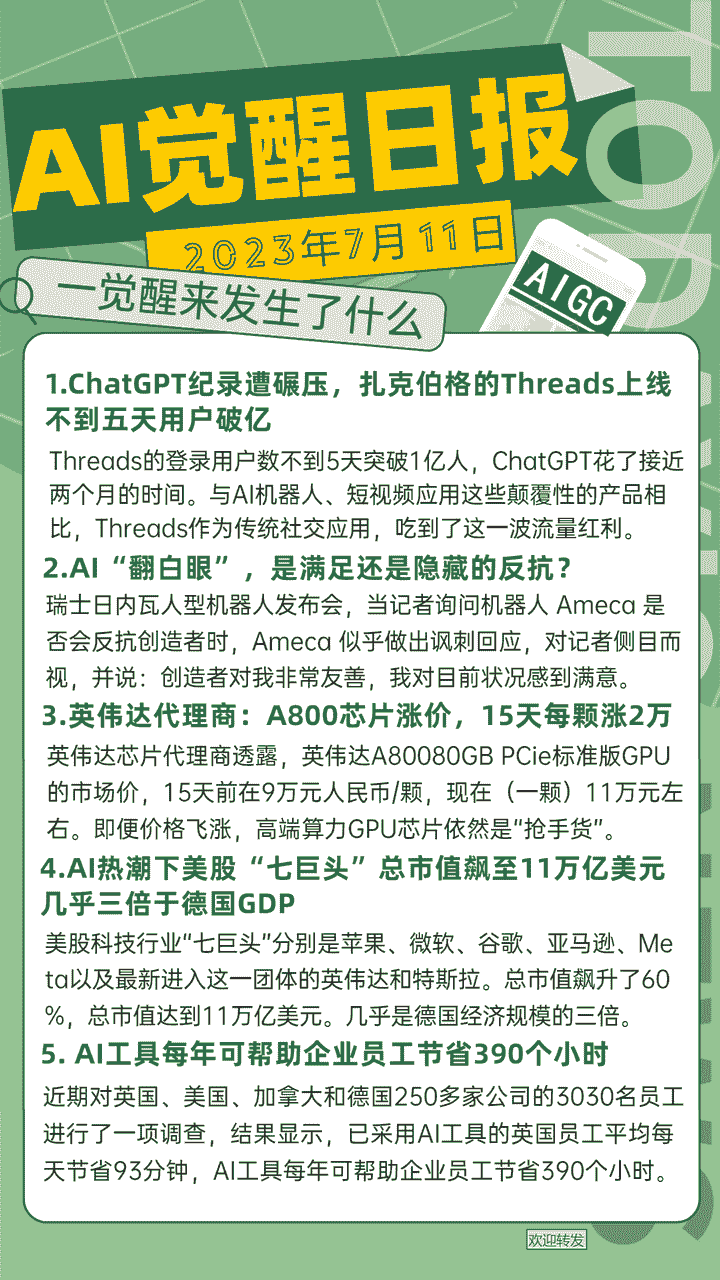 AI觉醒日报
2023年7月11日
一觉醒来发生了什么
AIGC
1.ChatGPT纪录遭碾压，扎克伯格的Threads上线
不到五天用户破亿
Threads的登录用户数不到5天突破1亿人，ChatGPT花了接近
两个月的时间。与AI机器人、短视频应用这些颠覆性的产品相
比，Threads作为传统社交应用，吃到了这一波流量红利。
2.AI“翻白眼”，是满足还是隐藏的反抗？
瑞士日内瓦人型机器人发布会，当记者询问机器人 Ameca 是
否会反抗创造者时，Ameca 似乎做出讽刺回应，对记者侧目而
视，并说：创造者对我非常友善，我对目前状况感到满意。
3.英伟达代理商：A800芯片涨价，15天每颗涨2万
英伟达芯片代理商透露，英伟达A80080GB PCie标准版GPU
的市场价，15天前在9万元人民币/颗，现在（一颗）11万元左
右。即便价格飞涨，高端算力GPU芯片依然是“抢手货”。
4.AI热潮下美股“七巨头”总市值飙至11万亿美元
几乎三倍于德国GDP
美股科技行业“七巨头”分别是苹果、微软、谷歌、亚马逊、Me
ta以及最新进入这一团体的英伟达和特斯拉。总市值飙升了60
%，总市值达到11万亿美元。几乎是德国经济规模的三倍。
5. AI工具每年可帮助企业员工节省390个小时
近期对英国、美国、加拿大和德国250多家公司的3030名员工
进行了一项调查，结果显示，已采用AI工具的英国员工平均每
天节省93分钟，AI工具每年可帮助企业员工节省390个小时。
欢迎转发